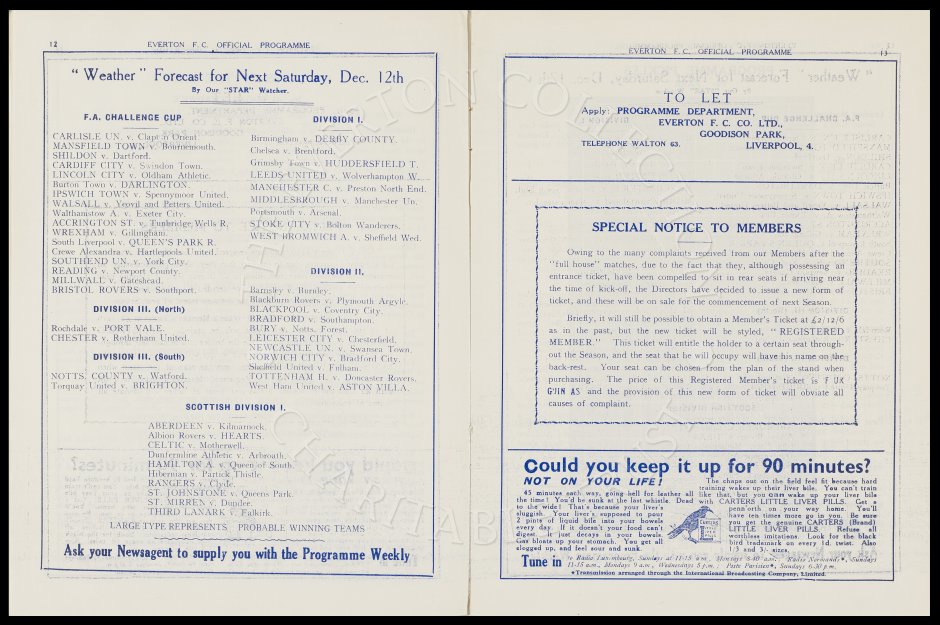 12
EVERTON F. C. OFFICIAL PROGRAMME
“Weather” Forecast for Next Saturday, Dec. 12th
By Our “STAR” Watcher.
F.A. CHALLENGE CUP
CARLISLE UN. v. Clapt'n Orient.
MANSFIELD TOWN v. Bournemouth.
SHILDON v. Dartford.
CARDIFF CITY v. Swindon Town.
LINCOLN CITY v. Oldham Athletic.
Burton Town v. DARLINGTON.
IPSWICH TOWN v. Spennymoor United.
WALSALL v. Yeovil and Petters United.
Walthamstow A. v. Exeter City.
ACCRINGTON ST. v. Tunbridge Wells R.
WREXHAM v. Gillingham.
South Liverpool v. QUEEN'S PARK R.
Crewe Alexandra v. Hartlepools United.
SOUTHEND UN. v. York City.
READING v. Newport County.
MILLWALL v. Gateshead.
BRISTOL ROVERS v. Southport.
DIVISION III. (North)
Rochdale v. PORT VALE.
CHESTER v. Rotherham United.
DIVISION III. (South)
NOTTS. COUNTY v. Watford.
Torquay United v. BRIGHTON.
DIVISION I.
Birmingham v. DERBY COUNTY.
Chelsea v. Brentford.
Grimsby Town v. HUDDERSFIELD T.
LEEDS UNITED v. Wolverhampton W.
MANCHESTER C. v. Preston North End.
MIDDLESBROUGH v. Manchester Un.
Portsmouth v. Arsenal.
STOKE CITY v. Bolton Wanderers.
WEST BROMWICH A. v. Sheffield Wed.
DIVISION II.
Barnsley v. Burnley.
Blackburn Rovers v. Plymouth Argyle.
BLACKPOOL v. Coventry City.
BRADFORD v. Southampton.
BURY v. Notts. Forest.
LEICESTER CITY v. Chesterfield.
NEWCASTLE UN. v. Swansea Town.
NORWICH CITY v. Bradford City.
Sheffield United v. Fulham.
TOTTENHAM H. v. Doncaster Rovers.
West Ham United v. ASTON VILLA.
SCOTTISH DIVISION I.
ABERDEEN v. Kilmarnock.
Albion Rovers v. HEARTS.
CELTIC v. Motherwell.
Dunfermline Athletic v. Arbroath.
HAMILTON A. v. Queen of South.
Hibernian v. Partick Thistle.
RANGERS v. Clyde.
ST. JOHNSTONE v. Queens Park.
ST. MIRREN v. Dundee.
THIRD LANARK v. Falkirk.
LARGE TYPE REPRESENTS PROBABLE WINNING TEAMS
Ask your Newsagent to supply you with the Programme Weekly
EVERTON F. C. OFFICIAL PROGRAMME
13
TO LET
Apply: PROGRAMME DEPARTMENT,
EVERTON F. C. CO. LTD.,
GOODISON PARK,
TELEPHONE WALTON 63. LIVERPOOL, 4.
SPECIAL NOTICE TO MEMBERS
Owing to the many complaints received from our Members after the
“full house” matches, due to the fact that they, although possessing an
entrance ticket, have been compelled to sit in rear seats if arriving near
the time of kick-off, the Directors have decided to issue a new form of
ticket, and these will be on sale for the commencement of next Season.
Briefly, it will still be possible to obtain a Member's Ticket at £2/12/6
as in the past, but the new ticket will be styled, “REGISTERED
MEMBER.” This ticket will entitle the holder to a certain seat through-
out the Season, and the seat that he will occupy will have his name on the
back-rest. Your seat can be chosen from the plan of the stand when
purchasing. The price of this Registered Member's ticket is
and the provision of this new form of ticket will obviate all
causes of complaint.
Could you keep it up for 90 minutes?
NOT ON YOUR LIFE!
45 minutes each way, going hell for leather all
the time! You'd be sunk at the last whistle. Dead
to the wide! That's because your liver's
sluggish. Your liver's supposed to pour
2 pints of liquid bile into your bowels
every day. If it doesn't your food can't
digest. It just decays in your bowels.
Gas bloats up your stomach. You get all
clogged up, and feel sour and sunk.
The chaps out on the field feel fit because hard
training wakes up their liver bile. You can't train
like that, but you can wake up your liver bile
with CARTERS LITTLE LIVER PILLS. Get a
penn'orth on your way home. You'll
have ten times more go in you. Be sure
you get the genuine CARTERS (Brand)
LITTLE LIVER PILLS. Refuse all
worthless imitations. Look for the black
bird trademark on every 1d. twist. Also
1/3 and 3/- sizes.
CARTERS
Tune in to Radio Luxembourg, Sundays at 11-15 a.m., Mondays 8-40; Radio Normandy*, Sundays
11-15 a.m., Mondays 9 a.m., Wednesdays 5 p.m.; Poste Parisien*, Sundays 6-30 p.m.
*Transmission arranged through the International Broadcasting Company, Limited.